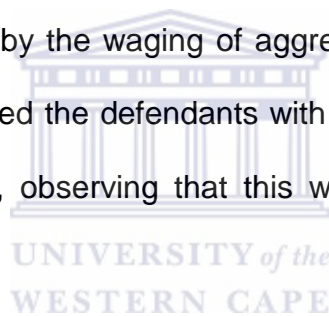 by the waging of aggre
ed the defendants with
, observing that this w
UNIVERSITY of the
WESTERN CAPE